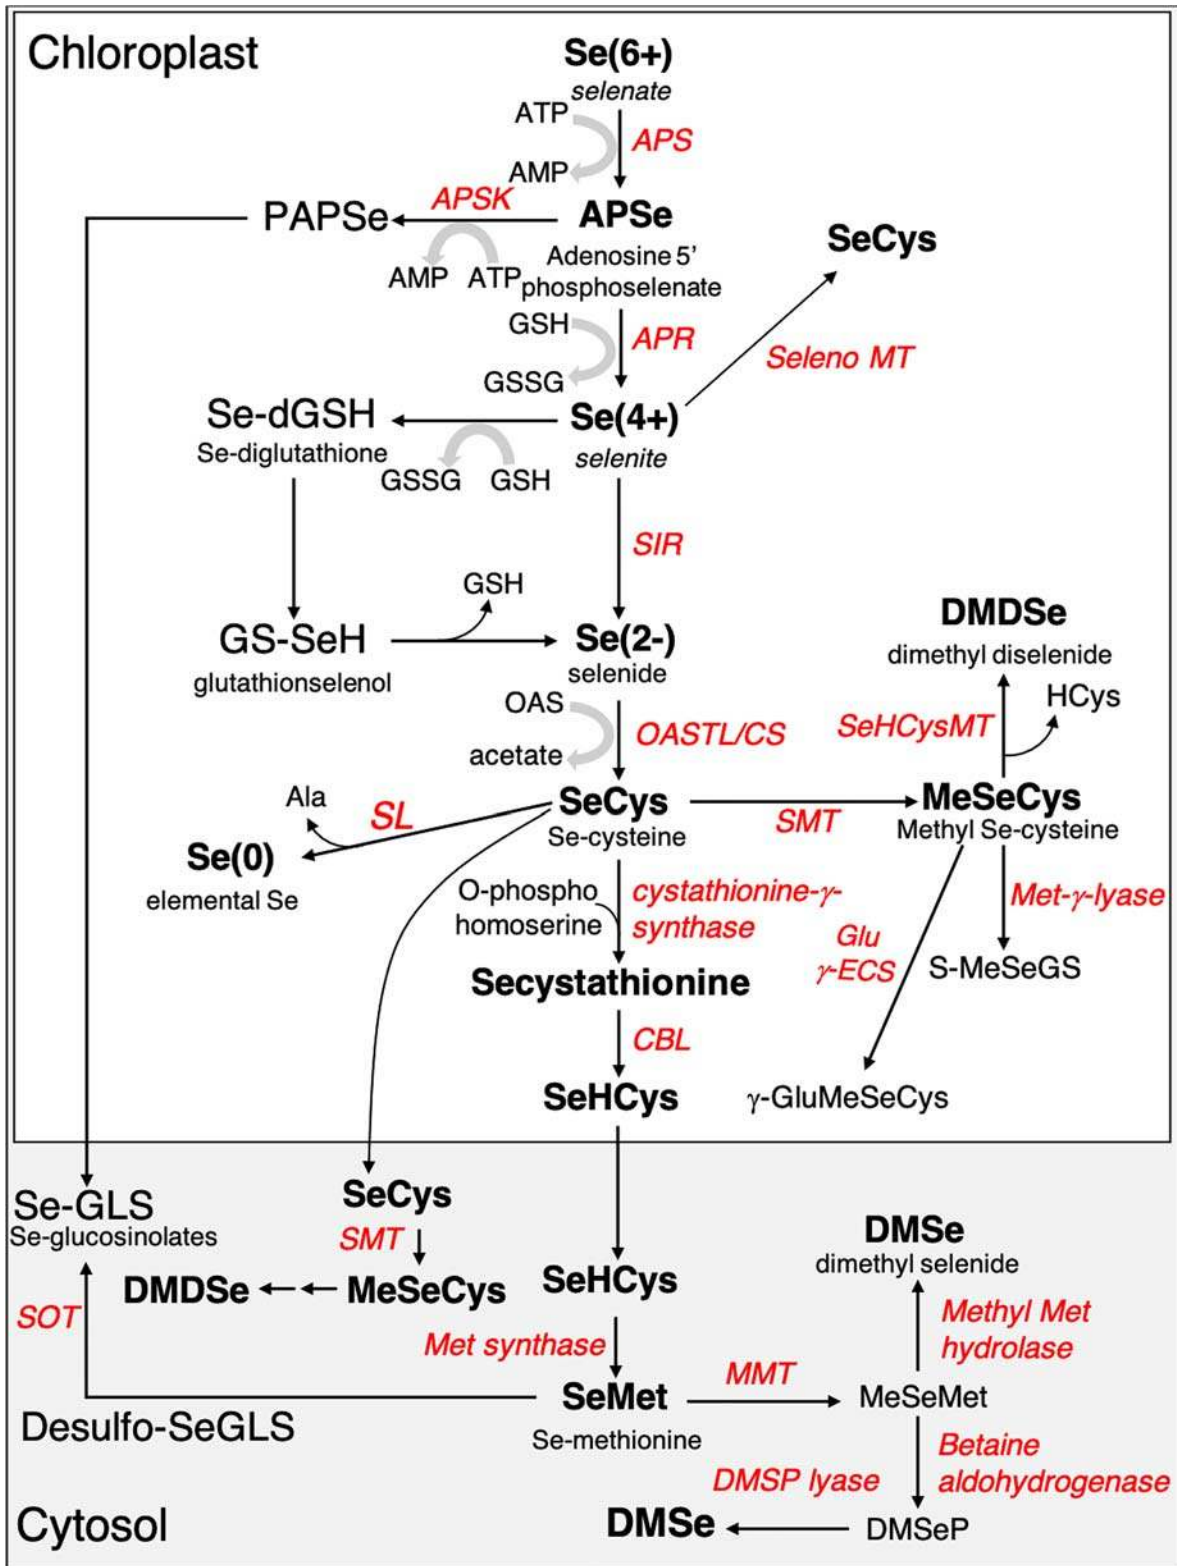 Chloroplast
Se(6+)
selenate
ATP
APS
AMP
APSK
PAPSe
APSe
Adenosine 5’
phosphoselenate
AMP
ATP
SeCys
Seleno MT
GSH
APR
GSSG
Se-dGSH
Se-diglutathione
Se(4+)
selenite
GSSG
GSH
SIR
GSH
GS-SeH
glutathionselenol
Se(2-)
selenide
DMDSe
dimethyl diselenide
HCys
SeHCysMT
OAS
OASTL/CS
acetate
Ala
SL
SeCys
Se-cysteine
SMT
MeSeCys
Methyl Se-cysteine
Se(0)
elemental Se
O-phospho
homoserine
cystathionine-γ-
synthase
Met-γ-lyase
Glu
γ-ECS
S-MeSeGS
Secystathionine
CBL
SeHCys
γ-GluMeSeCys
Se-GLS
Se-glucosinolates
SeCys
SMT
DMDSe
MeSeCys
SeHCys
DMSe
dimethyl selenide
SOT
Met synthase
Methyl Met
hydrolase
SeMet
Se-methionine
MMT
MeSeMet
Desulfo-SeGLS
Betaine
aldohydrogenase
DMSP lyase
DMSe
DMSeP
Cytosol